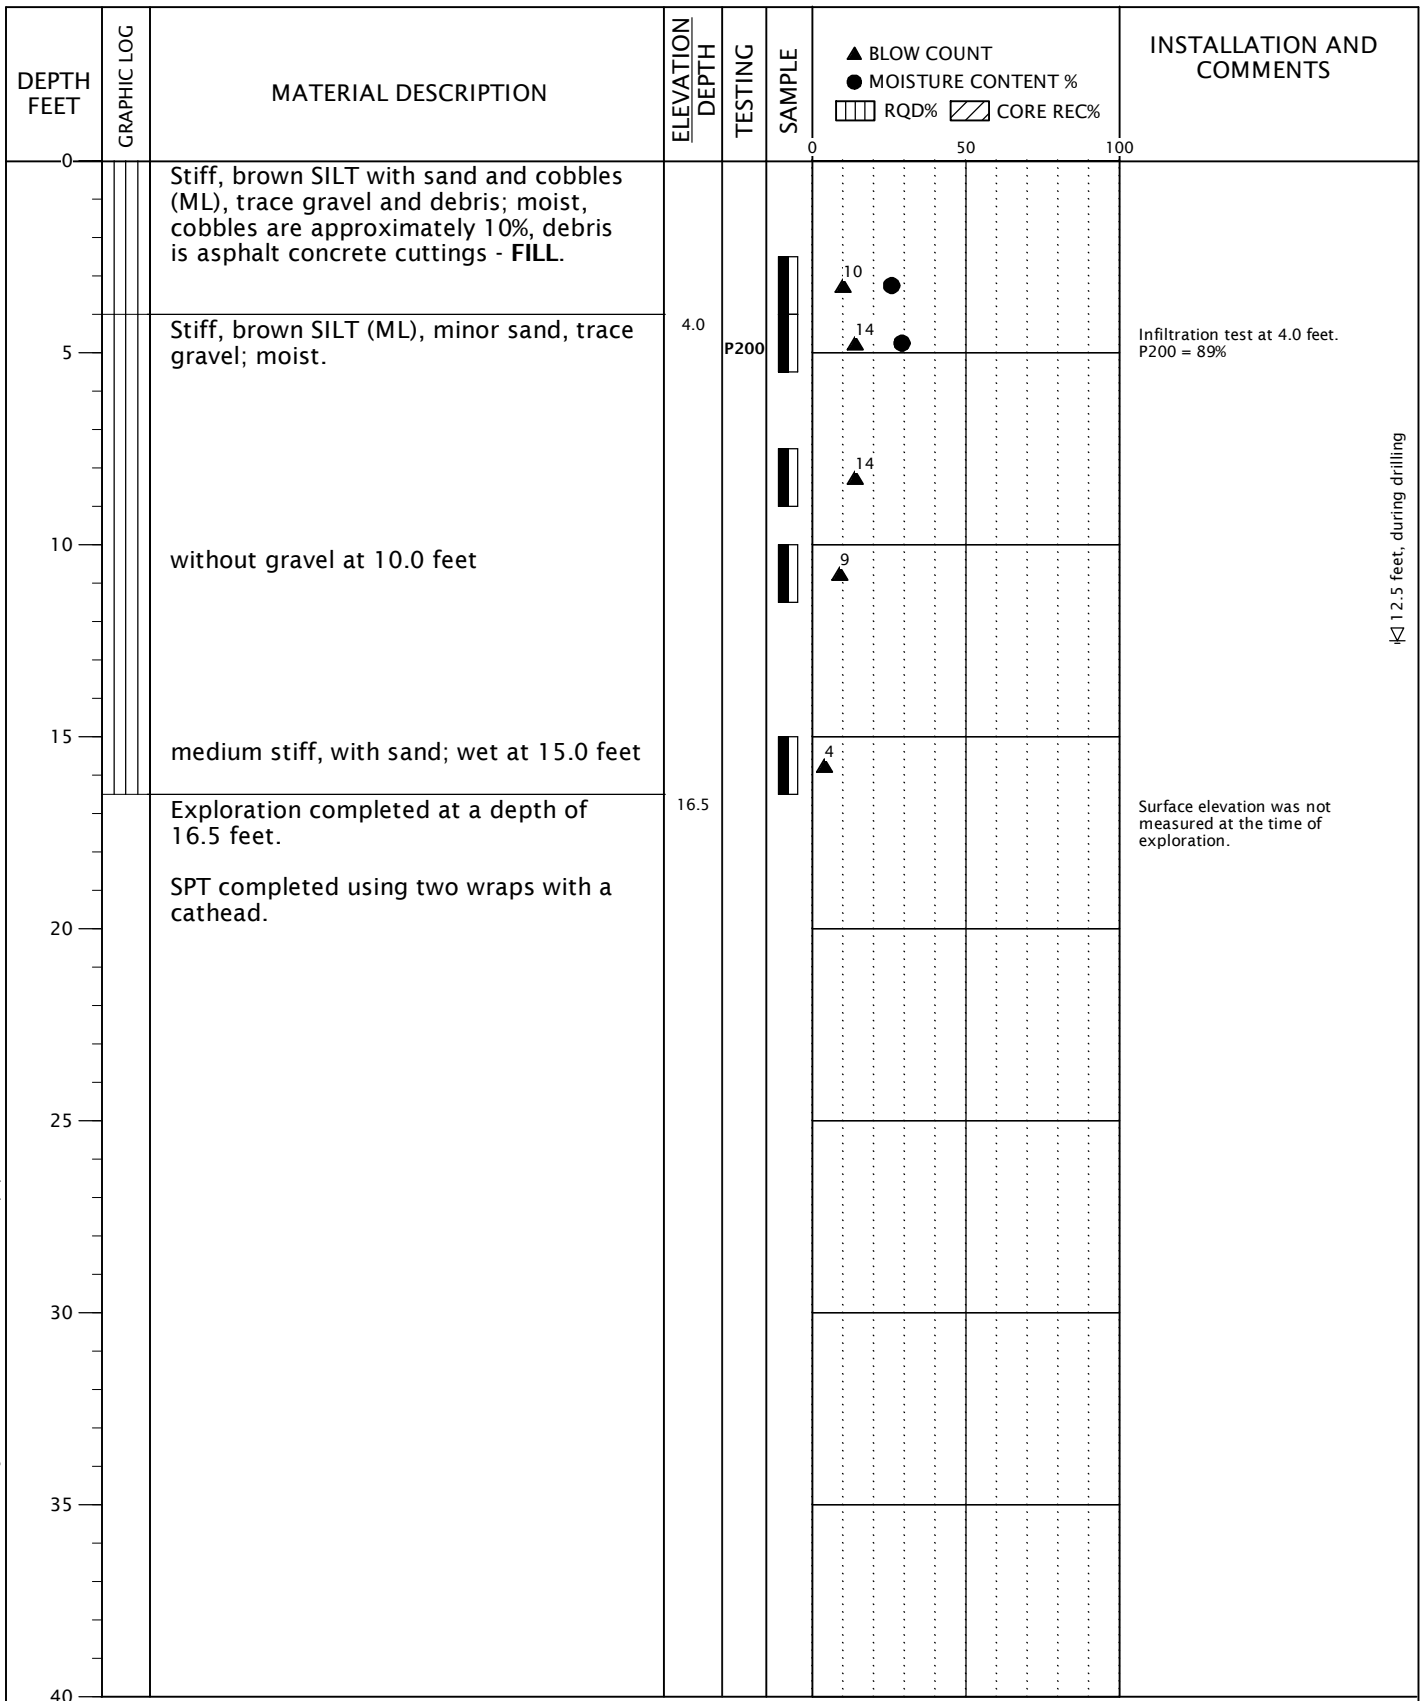 DEPTH
FEET
GRAPHIC LOG
MATERIAL DESCRIPTION
ELEVATION
DEPTH
TESTING
SAMPLE
▲ BLOW COUNT
● MOISTURE CONTENT %
RQD% CORE REC%
INSTALLATION AND
COMMENTS
0 50 100
0
Stiff, brown SILT with sand and cobbles
(ML), trace gravel and debris; moist,
cobbles are approximately 10%, debris
is asphalt concrete cuttings - FILL.
10
Stiff, brown SILT (ML), minor sand, trace
gravel; moist.
4.0
14
P200
Infiltration test at 4.0 feet.
P200 = 89%
5
14
12.5 feet, during drilling
10
without gravel at 10.0 feet
9
15
medium stiff, with sand; wet at 15.0 feet
4
Exploration completed at a depth of
16.5 feet.
16.5
Surface elevation was not
measured at the time of
exploration.
SPT completed using two wraps with a
cathead.
20
25
30
35
40